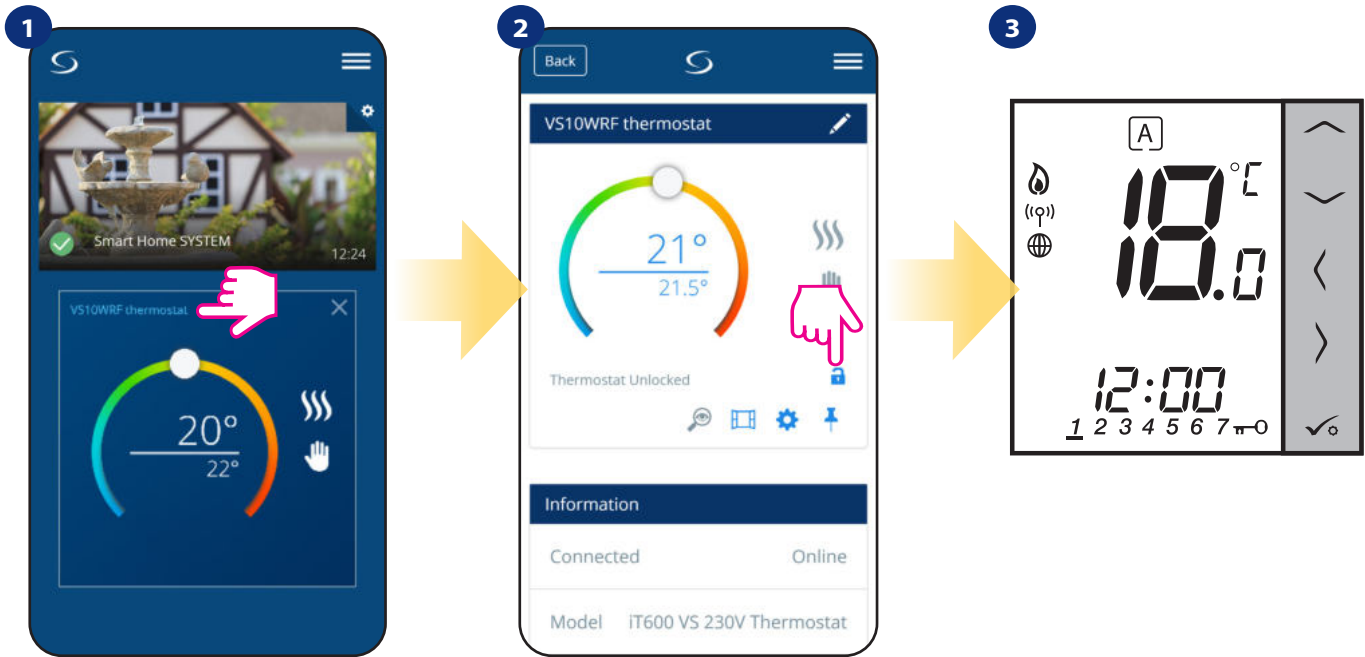 1
Smart Home SYSTEM
12:24
VS10WRF thermostat
20°
22°
2
Back
VS10WRF thermostat
21°
21.5°
Thermostat Unlocked
Information
Connected Online
Model iT600 VS 230V Thermostat
3
A
18.0 °C
12:00
1 2 3 4 5 6 7